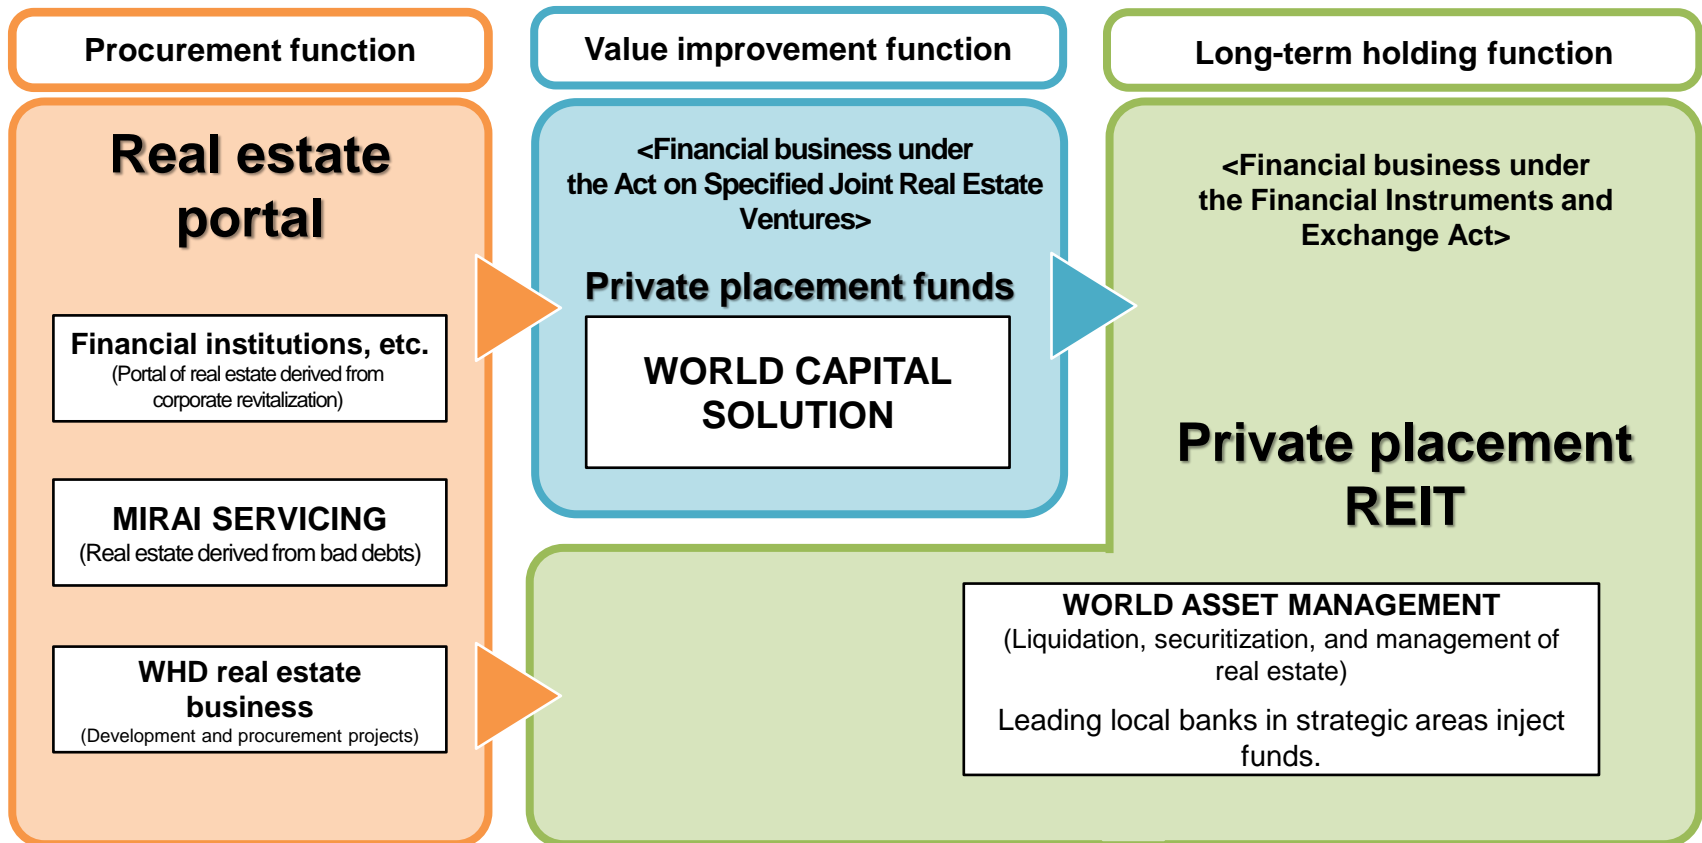 Procurement function
Value improvement function
Long-term holding function
Real estate
portal
Financial institutions, etc.
(Portal of real estate derived from
corporate revitalization)
MIRAI SERVICING
(Real estate derived from bad debts)
WHD real estate
business
(Development and procurement projects)
<Financial business under
the Act on Specified Joint Real Estate
Ventures>
Private placement funds
WORLD CAPITAL
SOLUTION
<Financial business under
the Financial Instruments and
Exchange Act>
Private placement
REIT
WORLD ASSET MANAGEMENT
(Liquidation, securitization, and management of
real estate)
Leading local banks in strategic areas inject
funds.